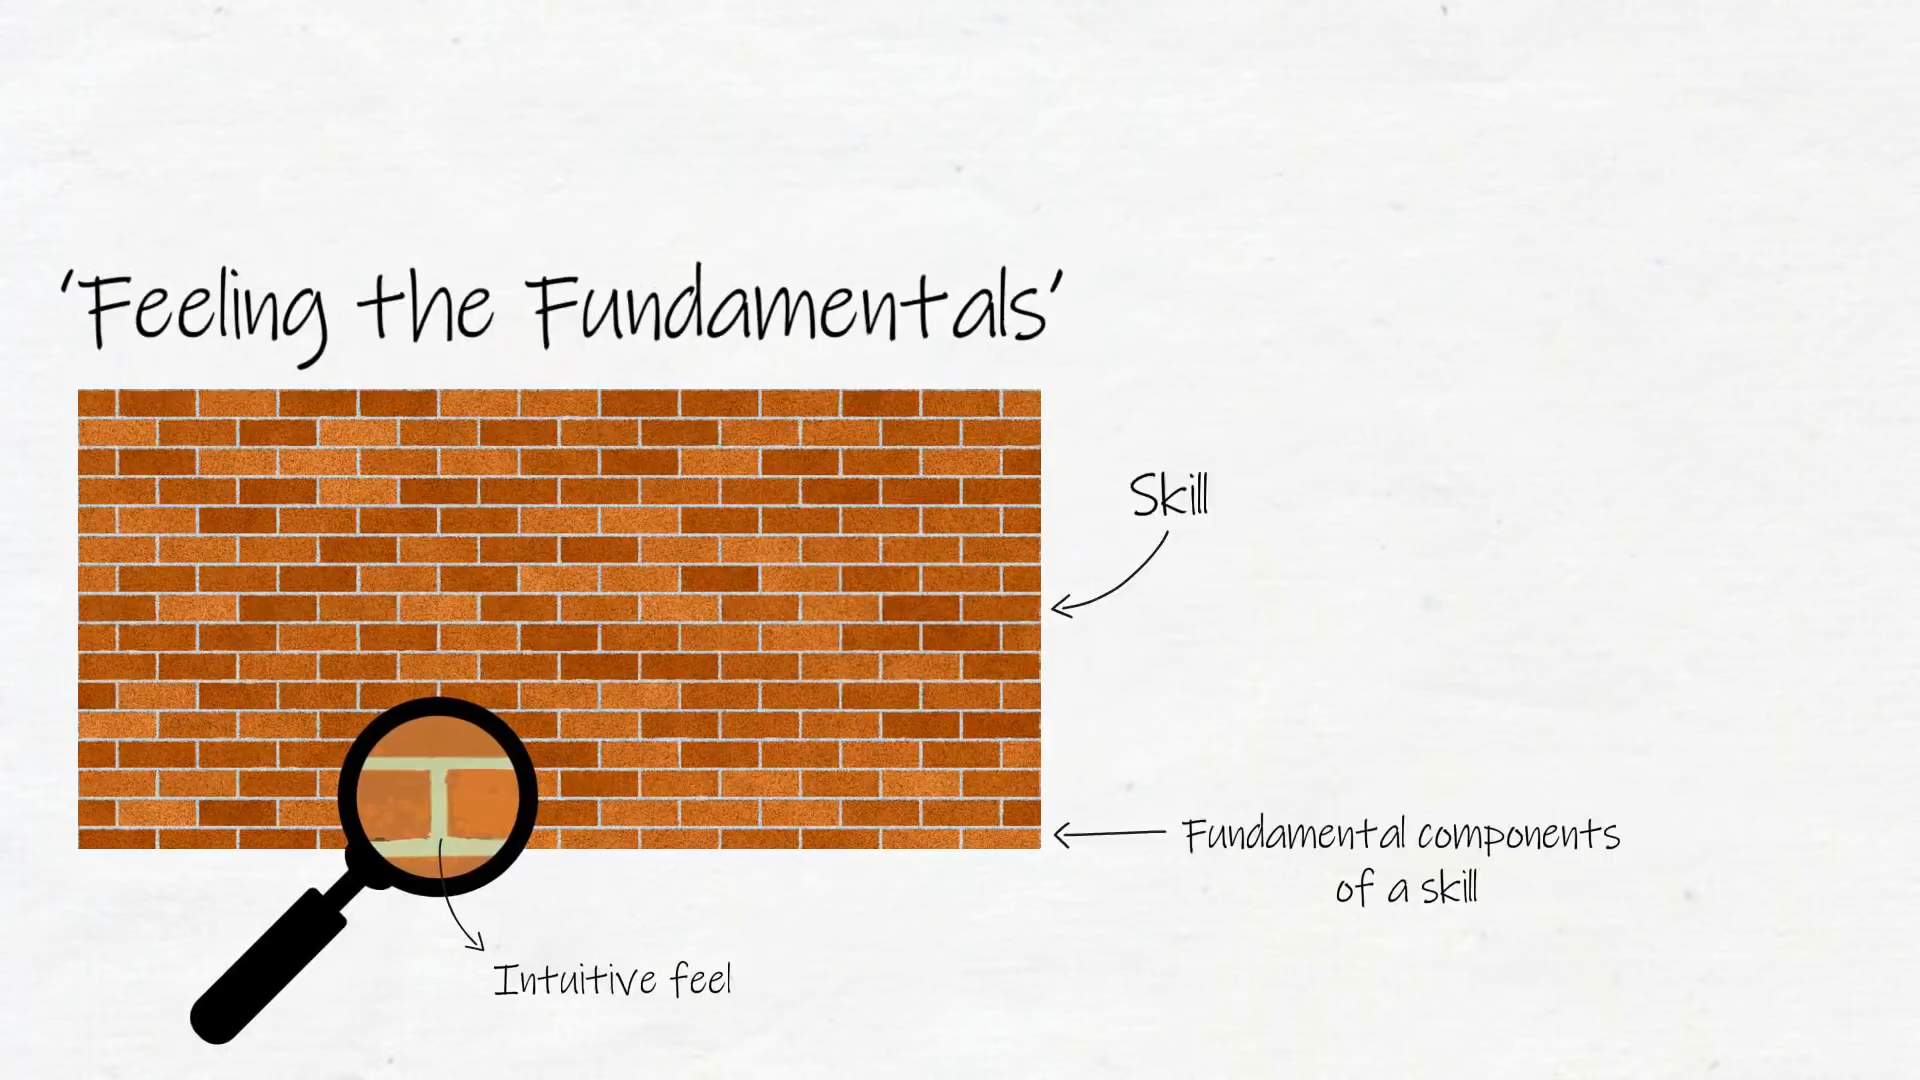 ‘Feeling the Fundamentals’
Skill
Fundamental components
of a skill
Intuitive feel